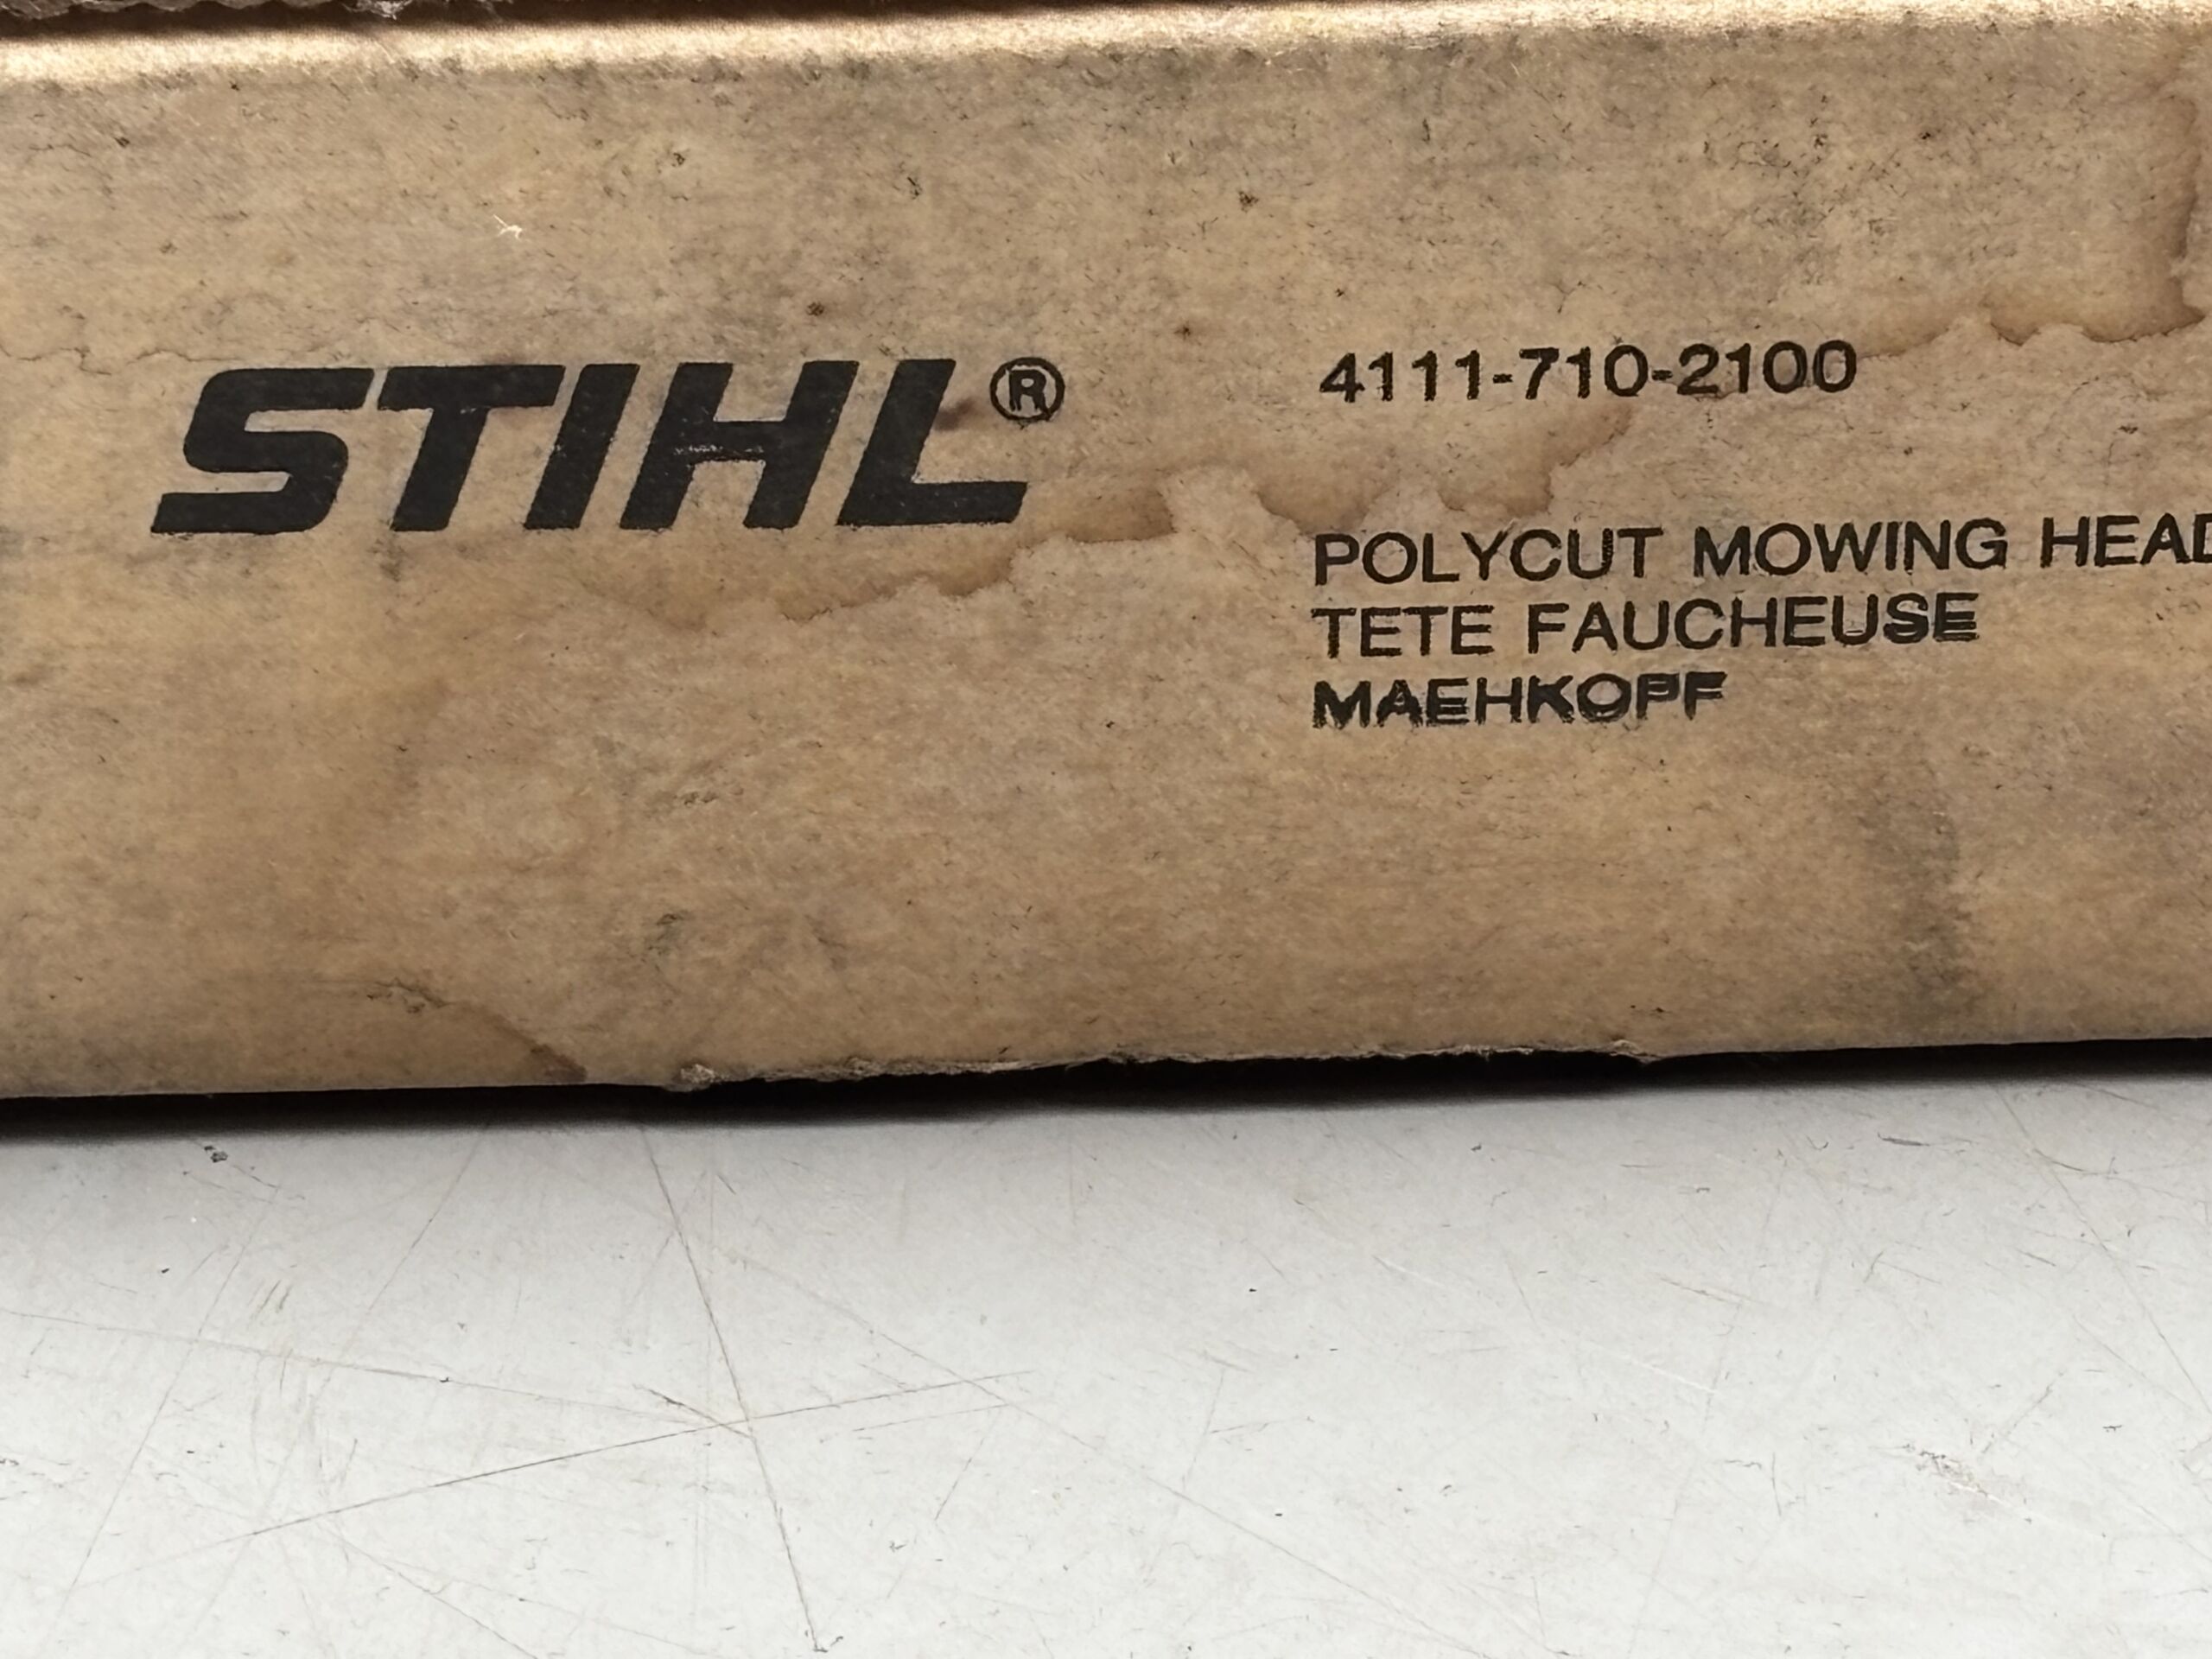 STIHL®
4111-710-2100
POLYCUT MOWING HEAD
TETE FAUCHEUSE
MAEHKOPF